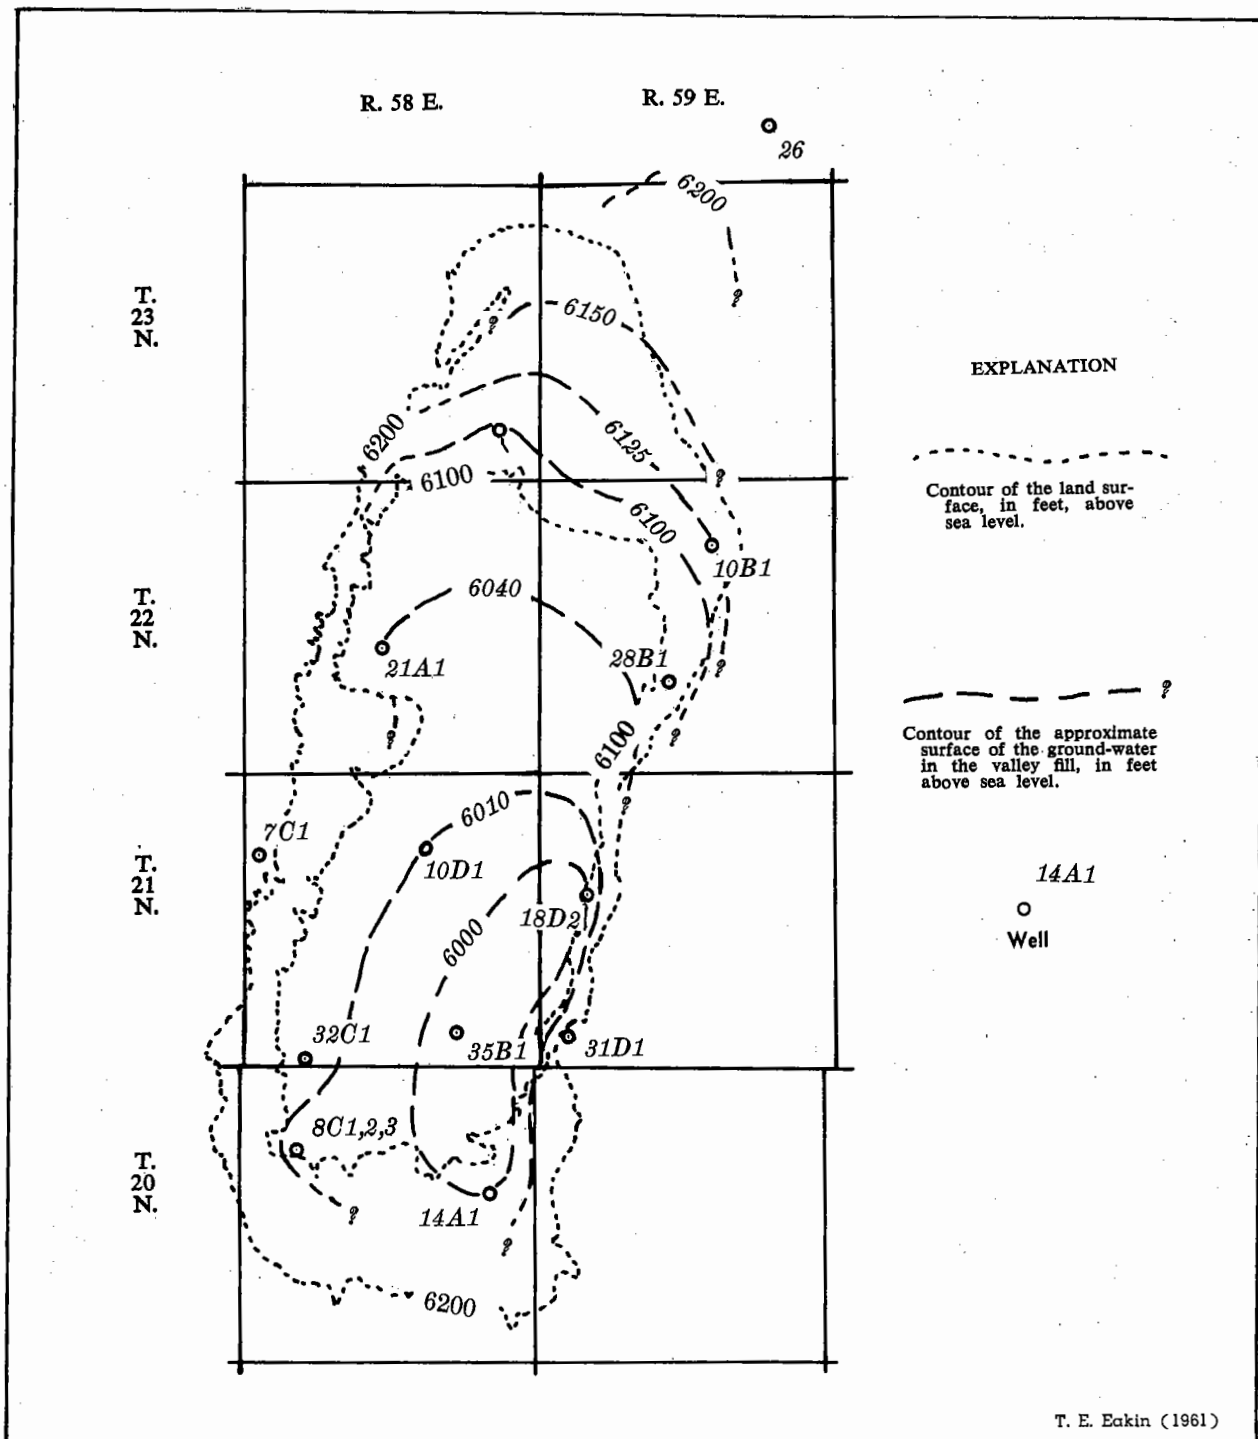 R. 58 E.
R. 59 E.
26
6200
T.
23
N.
6150
EXPLANATION
6200
6125
6100
Contour of the land sur-
face, in feet, above
sea level.
6100
10B1
T.
22
N.
6040
21A1
28B1
?
Contour of the approximate
surface of the ground-water
in the valley fill, in feet
above sea level.
6100
6010
7C1
10D1
T.
21
N.
14A1
18D2
Well
6000
32C1
35B1
31D1
8C1,2,3
T.
20
N.
14A1
6200
T. E. Eakin (1961)